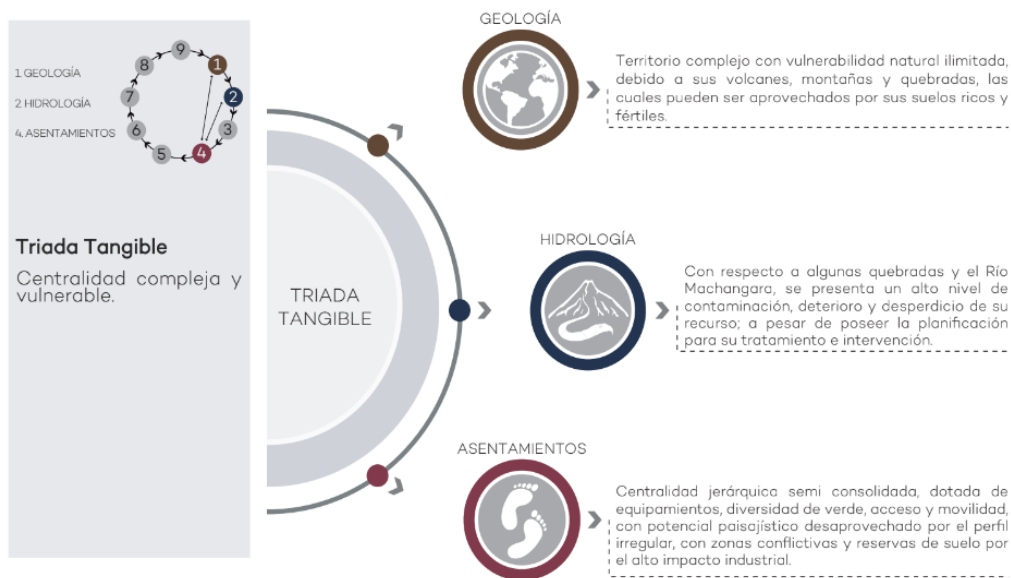 9
8
1
7
2
6
3
5
4
1. GEOLOGÍA
2. HIDROLOGÍA
4. ASENTAMIENTOS
Triada Tangible
Centralidad compleja y
vulnerable.
TRIADA
TANGIBLE
GEOLOGÍA
Territorio complejo con vulnerabilidad natural ilimitada,
debido a sus volcanes, montañas y quebradas, las
cuales pueden ser aprovechados por sus suelos ricos y
fértiles.
HIDROLOGÍA
Con respecto a algunas quebradas y el Río
Machangara, se presenta un alto nivel de
contaminación, deterioro y desperdicio de su
recurso; a pesar de poseer la planificación
para su tratamiento e intervención.
ASENTAMIENTOS
Centralidad jerárquica semi consolidada, dotada de
equipamientos, diversidad de verde, acceso y movilidad,
con potencial paisajístico desaprovechado por el perfil
irregular, con zonas conflictivas y reservas de suelo por
el alto impacto industrial.